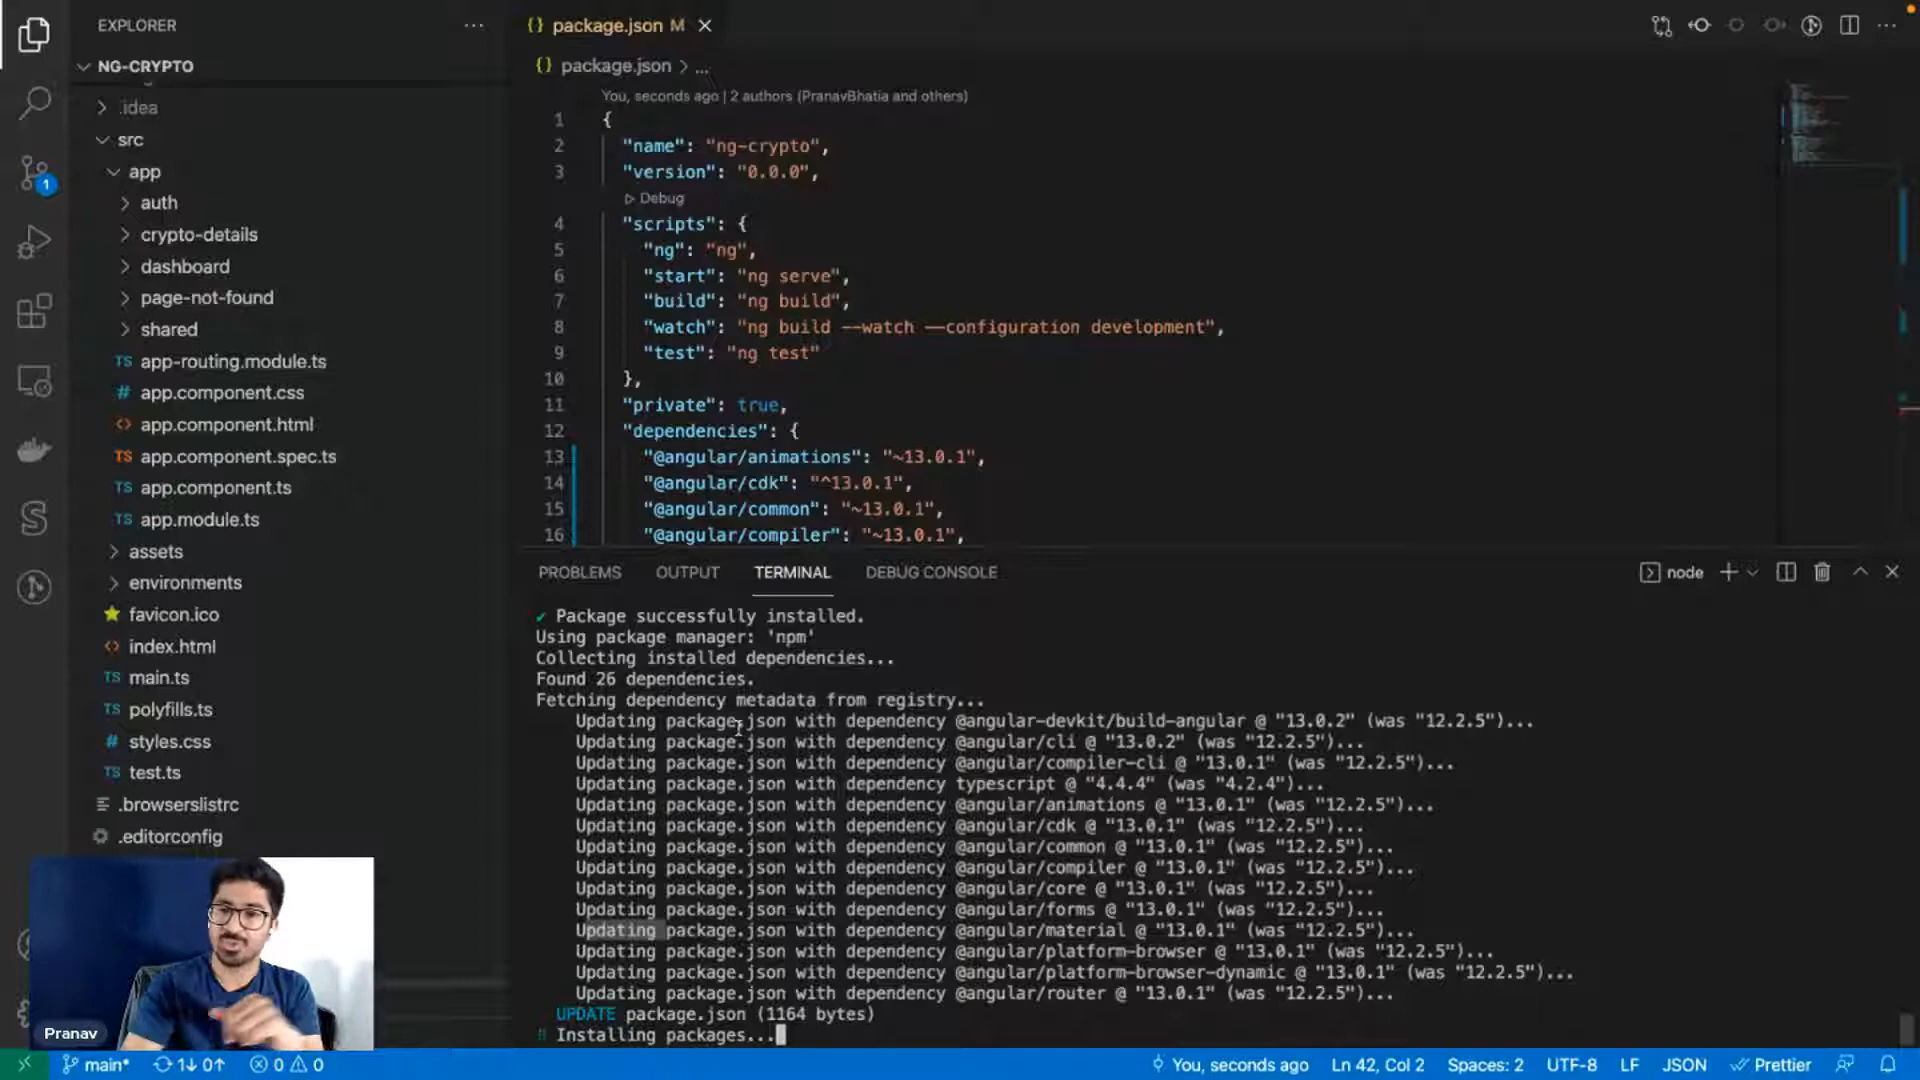 EXPLORER
NG-CRYPTO
.idea
src
app
auth
crypto-details
dashboard
page-not-found
shared
TS app-routing.module.ts
# app.component.css
<> app.component.html
TS app.component.spec.ts
TS app.component.ts
TS app.module.ts
assets
environments
favicon.ico
<> index.html
TS main.ts
TS polyfills.ts
# styles.css
TS test.ts
.browserslistrc
.editorconfig
1
Pranav
{} package.json M
{} package.json > ...
You, seconds ago | 2 authors (PranavBhatia and others)
1 {
2 "name": "ng-crypto",
3 "version": "0.0.0",
Debug
4 "scripts": {
5 "ng": "ng",
6 "start": "ng serve",
7 "build": "ng build",
8 "watch": "ng build --watch --configuration development",
9 "test": "ng test"
10 },
11 "private": true,
12 "dependencies": {
13 "@angular/animations": "~13.0.1",
14 "@angular/cdk": "^13.0.1",
15 "@angular/common": "~13.0.1",
16 "@angular/compiler": "~13.0.1",
PROBLEMS OUTPUT TERMINAL DEBUG CONSOLE node
✔ Package successfully installed.
Using package manager: 'npm'
Collecting installed dependencies...
Found 26 dependencies.
Fetching dependency metadata from registry...
Updating package.json with dependency @angular-devkit/build-angular @ "13.0.2" (was "12.2.5")...
Updating package.json with dependency @angular/cli @ "13.0.2" (was "12.2.5")...
Updating package.json with dependency @angular/compiler-cli @ "13.0.1" (was "12.2.5")...
Updating package.json with dependency typescript @ "4.4.4" (was "4.2.4")...
Updating package.json with dependency @angular/animations @ "13.0.1" (was "12.2.5")...
Updating package.json with dependency @angular/cdk @ "13.0.1" (was "12.2.5")...
Updating package.json with dependency @angular/common @ "13.0.1" (was "12.2.5")...
Updating package.json with dependency @angular/compiler @ "13.0.1" (was "12.2.5")...
Updating package.json with dependency @angular/core @ "13.0.1" (was "12.2.5")...
Updating package.json with dependency @angular/forms @ "13.0.1" (was "12.2.5")...
Updating package.json with dependency @angular/material @ "13.0.1" (was "12.2.5")...
Updating package.json with dependency @angular/platform-browser @ "13.0.1" (was "12.2.5")...
Updating package.json with dependency @angular/platform-browser-dynamic @ "13.0.1" (was "12.2.5")...
Updating package.json with dependency @angular/router @ "13.0.1" (was "12.2.5")...
UPDATE package.json (1164 bytes)
Installing packages...
main* 1↓ 0↑ 0 0 You, seconds ago Ln 42, Col 2 Spaces: 2 UTF-8 LF JSON Prettier